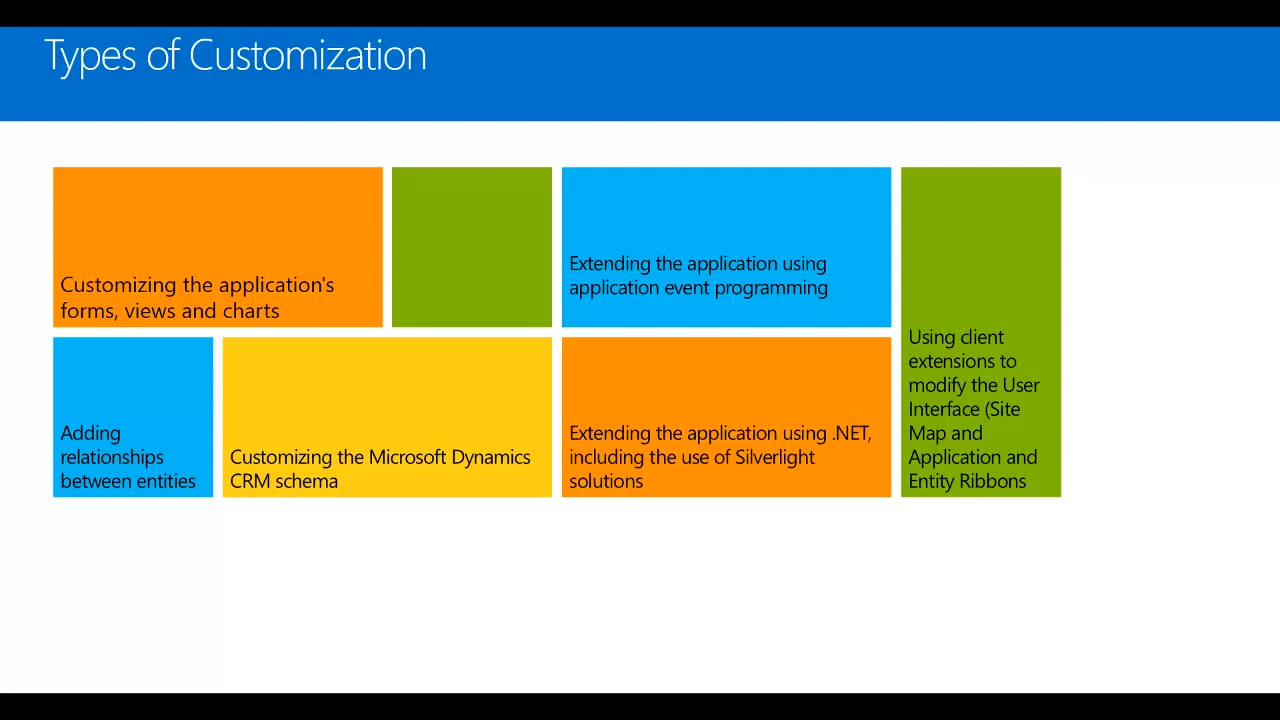 Types of Customization
Customizing the application's
forms, views and charts
Extending the application using
application event programming
Using client
extensions to
modify the User
Interface (Site
Map and
Application and
Entity Ribbons
Adding
relationships
between entities
Customizing the Microsoft Dynamics
CRM schema
Extending the application using .NET,
including the use of Silverlight
solutions